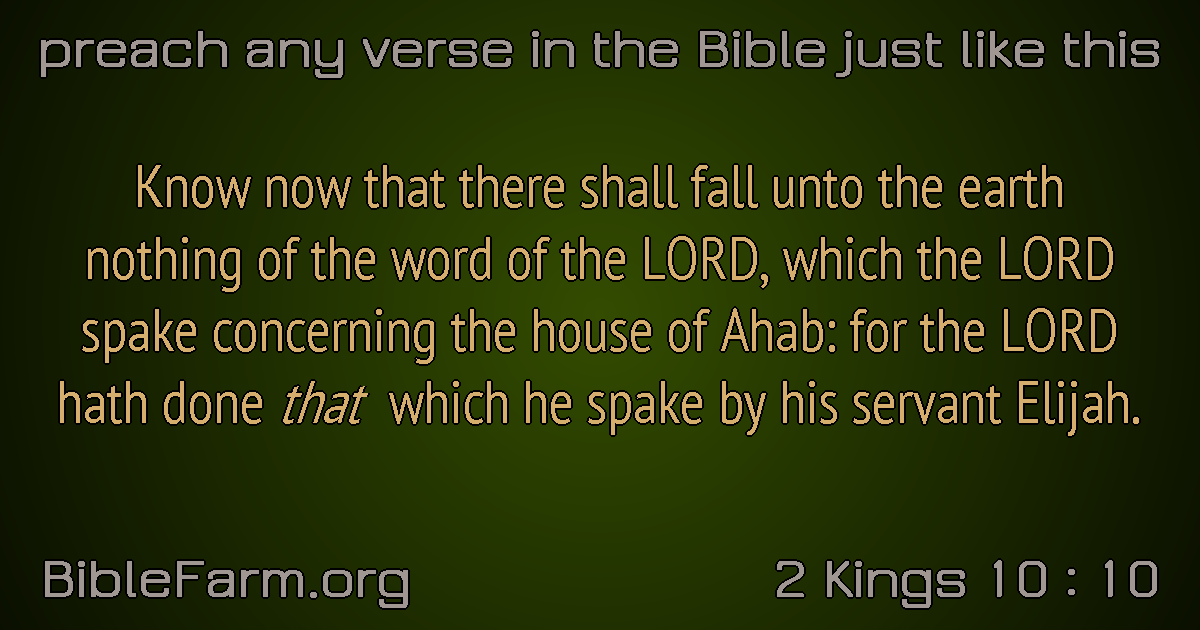 preach any verse in the Bible just like this
Know now that there shall fall unto the earth
nothing of the word of the LORD, which the LORD
spake concerning the house of Ahab: for the LORD
hath done that which he spake by his servant Elijah.
BibleFarm.org
2 Kings 10 : 10